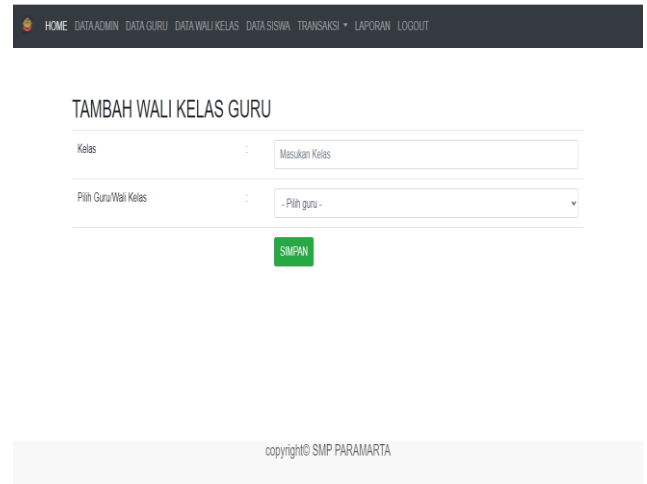 HOME DATA ADMIN DATA GURU DATA WALI KELAS DATA SISWA TRANSAKSI LAPORAN LOGOUT
TAMBAH WALI KELAS GURU
Kelas : Masukan Kelas
Pilih Guru/Wali Kelas : - Pilih guru -
SIMPAN
copyright© SMP PARAMARTA